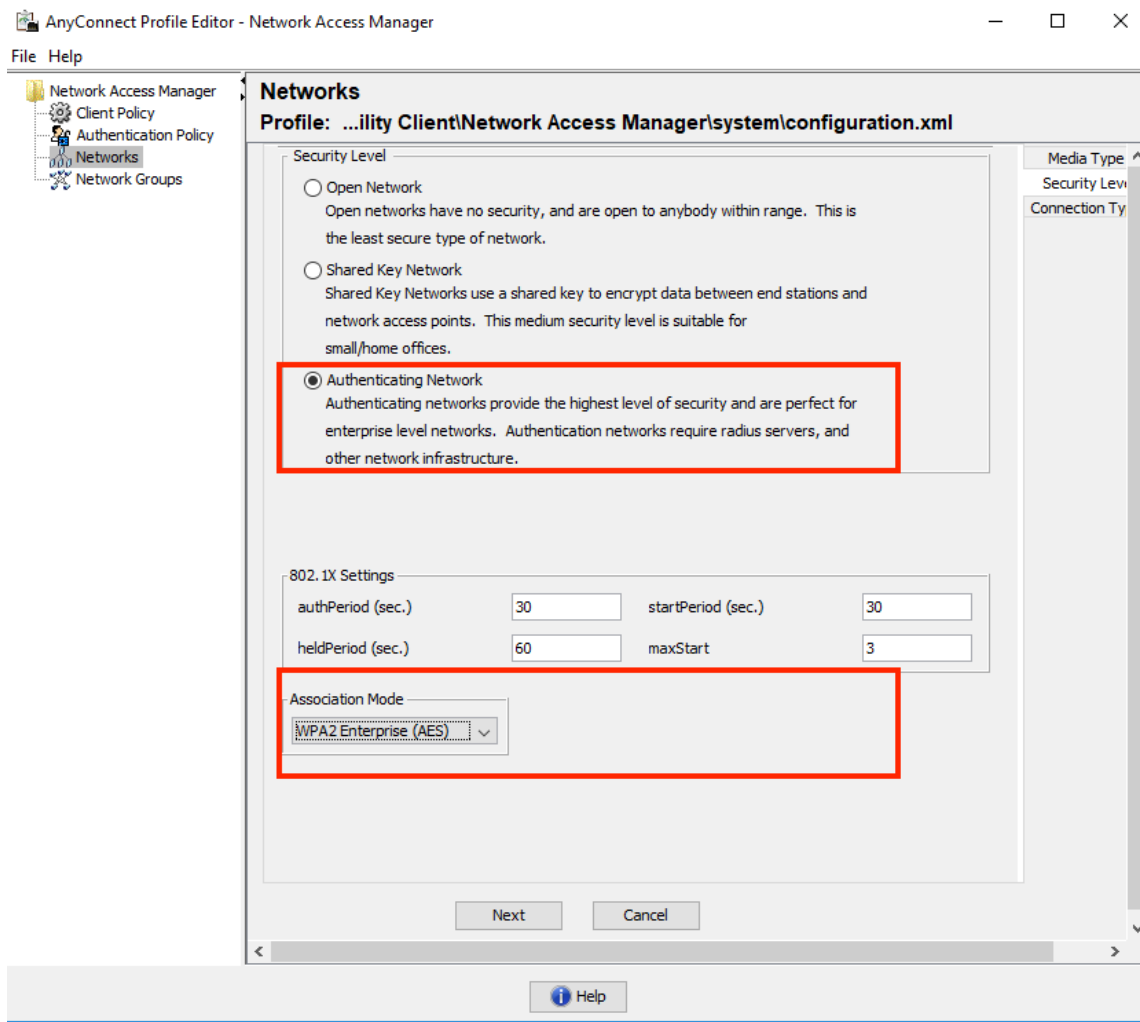 AnyConnect Profile Editor - Network Access Manager
File Help
Network Access Manager
Client Policy
Authentication Policy
Networks
Network Groups
Networks
Profile: ...ility Client\Network Access Manager\system\configuration.xml
Security Level
Open Network
Open networks have no security, and are open to anybody within range. This is
the least secure type of network.
Shared Key Network
Shared Key Networks use a shared key to encrypt data between end stations and
network access points. This medium security level is suitable for
small/home offices.
Authenticating Network
Authenticating networks provide the highest level of security and are perfect for
enterprise level networks. Authentication networks require radius servers, and
other network infrastructure.
802.1X Settings
authPeriod (sec.) 30 startPeriod (sec.) 30
heldPeriod (sec.) 60 maxStart 3
Association Mode
WPA2 Enterprise (AES)
Next Cancel
Media Type
Security Leve
Connection Ty
Help